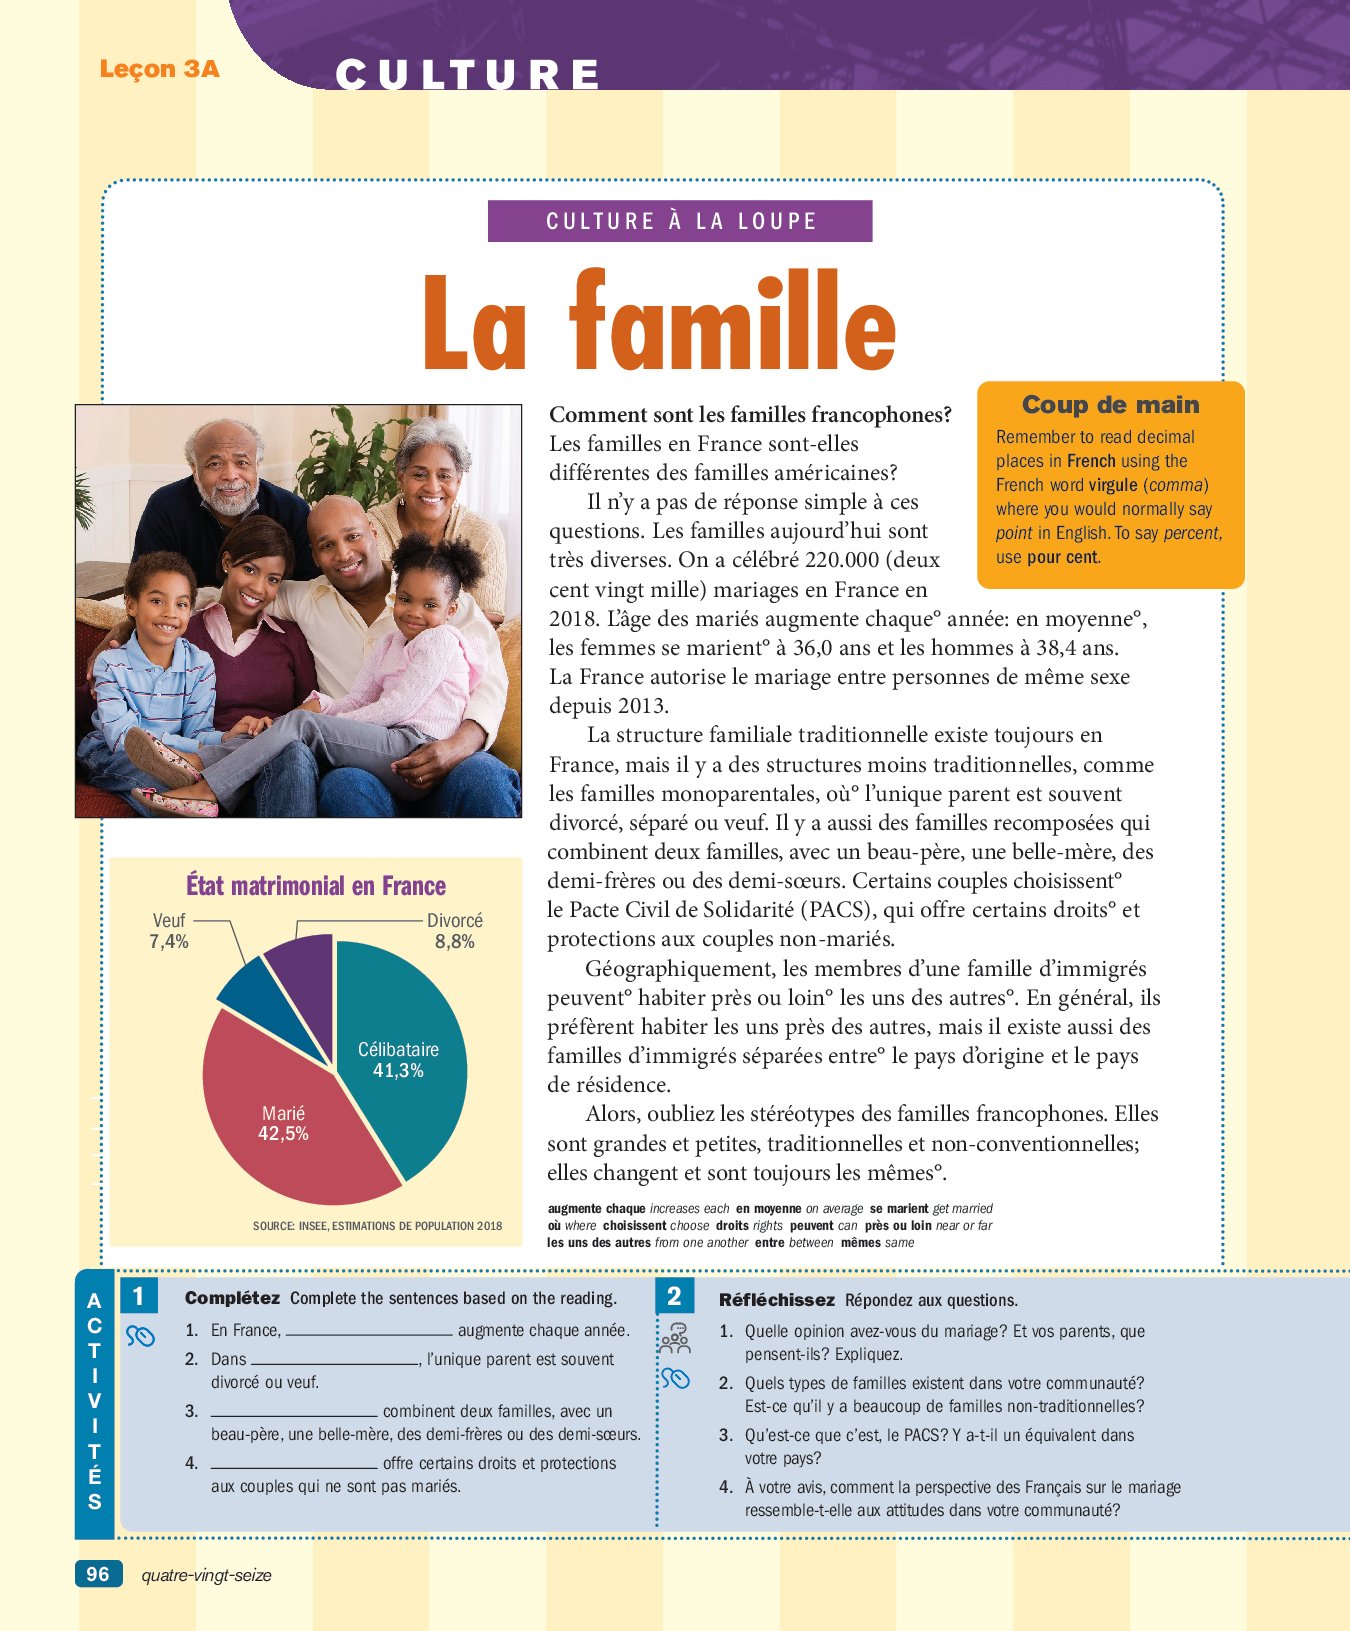 Leçon 3A
CULTURE
CULTURE À LA LOUPE
La famille
Comment sont les familles francophones?
Les familles en France sont-elles
différentes des familles américaines?
Il n'y a pas de réponse simple à ces
questions. Les familles aujourd'hui sont
très diverses. On a célébré 220.000 (deux
cent vingt mille) mariages en France en
2018. L'âge des mariés augmente chaque° année: en moyenne°,
les femmes se marient° à 36,0 ans et les hommes à 38,4 ans.
La France autorise le mariage entre personnes de même sexe
depuis 2013.
La structure familiale traditionnelle existe toujours en
France, mais il y a des structures moins traditionnelles, comme
les familles monoparentales, où° l'unique parent est souvent
divorcé, séparé ou veuf. Il y a aussi des familles recomposées qui
combinent deux familles, avec un beau-père, une belle-mère, des
demi-frères ou des demi-sœurs. Certains couples choisissent°
le Pacte Civil de Solidarité (PACS), qui offre certains droits° et
protections aux couples non-mariés.
Géographiquement, les membres d'une famille d'immigrés
peuvent° habiter près ou loin° les uns des autres°. En général, ils
préfèrent habiter les uns près des autres, mais il existe aussi des
familles d'immigrés séparées entre° le pays d'origine et le pays
de résidence.
Alors, oubliez les stéréotypes des familles francophones. Elles
sont grandes et petites, traditionnelles et non-conventionnelles;
elles changent et sont toujours les mêmes°.
augmente chaque increases each en moyenne on average se marient get married
où where choisissent choose droits rights peuvent can près ou loin near or far
les uns des autres from one another entre between mêmes same
Coup de main
Remember to read decimal
places in French using the
French word virgule (comma)
where you would normally say
point in English. To say percent,
use pour cent.
État matrimonial en France
Veuf
7,4%
Divorcé
8,8%
Célibataire
41,3%
Marié
42,5%
SOURCE: INSEE, ESTIMATIONS DE POPULATION 2018
ACTIVITÉS
1 Complétez Complete the sentences based on the reading.
1. En France, ____ augmente chaque année.
2. Dans ____, l'unique parent est souvent
divorcé ou veuf.
3. ____ combinent deux familles, avec un
beau-père, une belle-mère, des demi-frères ou des demi-sœurs.
4. ____ offre certains droits et protections
aux couples qui ne sont pas mariés.
2 Réfléchissez Répondez aux questions.
1. Quelle opinion avez-vous du mariage? Et vos parents, que
pensent-ils? Expliquez.
2. Quels types de familles existent dans votre communauté?
Est-ce qu'il y a beaucoup de familles non-traditionnelles?
3. Qu'est-ce que c'est, le PACS? Y a-t-il un équivalent dans
votre pays?
4. À votre avis, comment la perspective des Français sur le mariage
ressemble-t-elle aux attitudes dans votre communauté?
96 quatre-vingt-seize